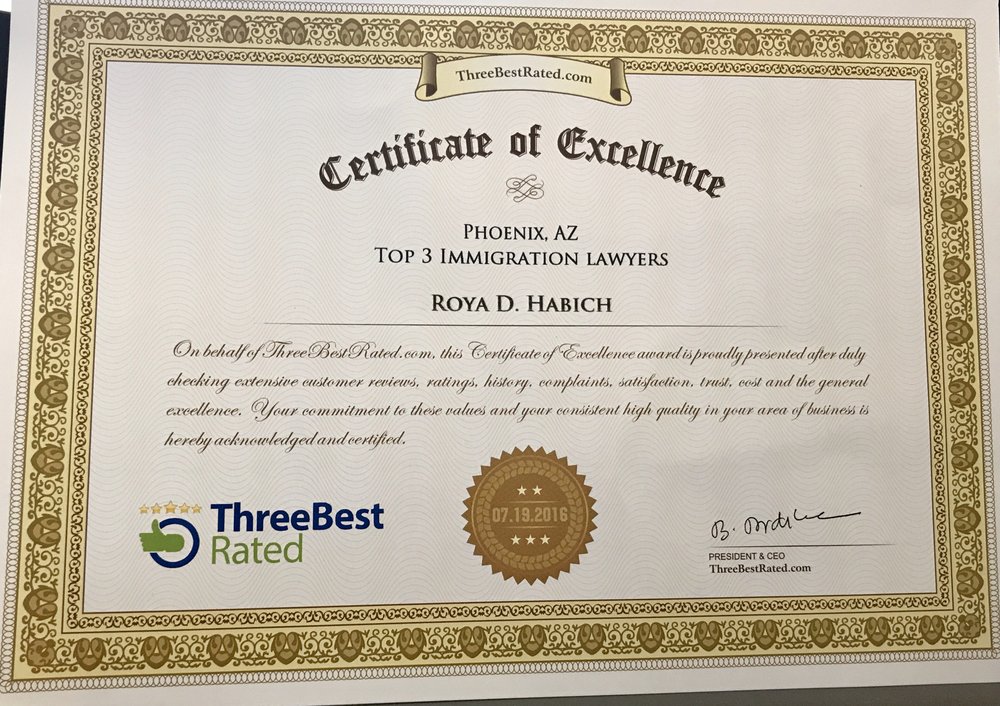 ThreeBestRated.com
Certificate of Excellence
PHOENIX, AZ
TOP 3 IMMIGRATION LAWYERS
ROYA D. HABICH
On behalf of ThreeBestRated.com, this Certificate of Excellence award is proudly presented after duly
checking extensive customer reviews, ratings, history, complaints, satisfaction, trust, cost and the general
excellence. Your commitment to these values and your consistent high quality in your area of business is
hereby acknowledged and certified.
ThreeBest
Rated
07.19.2016
PRESIDENT & CEO
ThreeBestRated.com